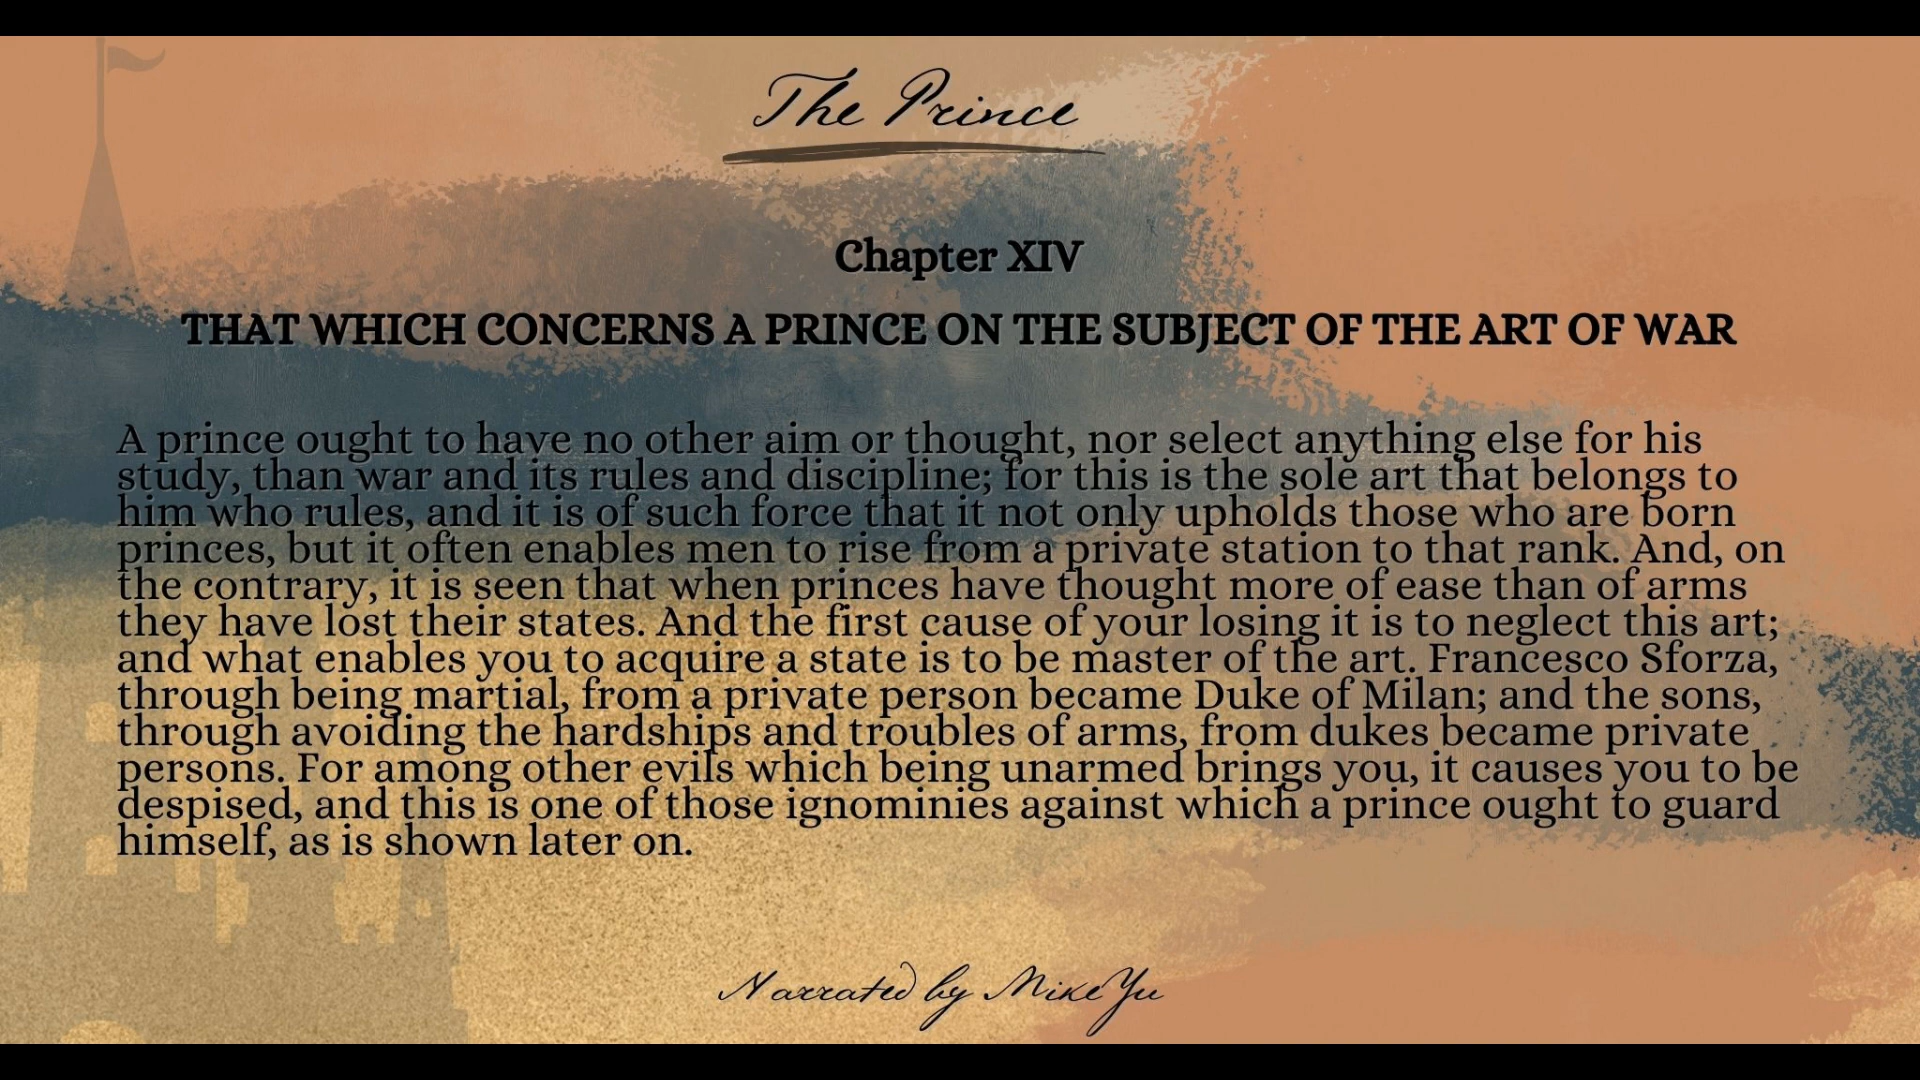 The Prince
Chapter XIV
THAT WHICH CONCERNS A PRINCE ON THE SUBJECT OF THE ART OF WAR
A prince ought to have no other aim or thought, nor select anything else for his
study, than war and its rules and discipline; for this is the sole art that belongs to
him who rules, and it is of such force that it not only upholds those who are born
princes, but it often enables men to rise from a private station to that rank. And, on
the contrary, it is seen that when princes have thought more of ease than of arms
they have lost their states. And the first cause of your losing it is to neglect this art;
and what enables you to acquire a state is to be master of the art. Francesco Sforza,
through being martial, from a private person became Duke of Milan; and the sons,
through avoiding the hardships and troubles of arms, from dukes became private
persons. For among other evils which being unarmed brings you, it causes you to be
despised, and this is one of those ignominies against which a prince ought to guard
himself, as is shown later on.
Narrated by Mike Yu